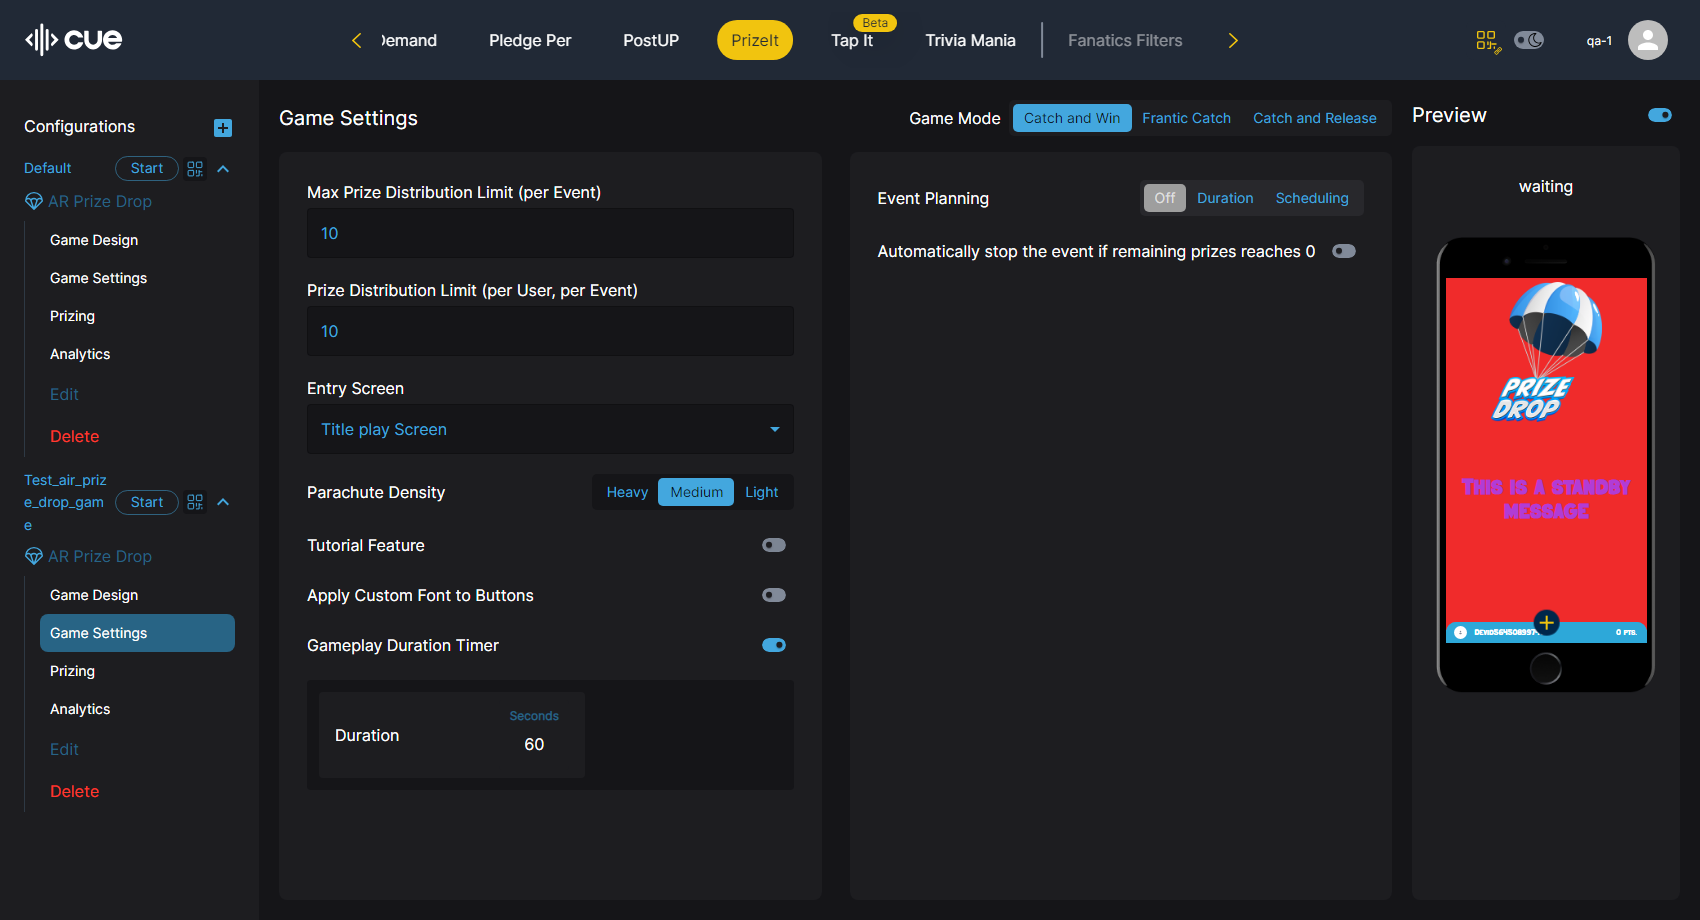 cue
Demand
Pledge Per
PostUP
PrizeIt
Beta
Tap It
Trivia Mania
Fanatics Filters
qa-1
Configurations
Default
Start
AR Prize Drop
Game Design
Game Settings
Prizing
Analytics
Edit
Delete
Test_air_priz
e_drop_gam
e
Start
AR Prize Drop
Game Design
Game Settings
Prizing
Analytics
Edit
Delete
Game Settings
Game Mode
Catch and Win
Frantic Catch
Catch and Release
Max Prize Distribution Limit (per Event)
10
Prize Distribution Limit (per User, per Event)
10
Entry Screen
Title play Screen
Parachute Density
Heavy
Medium
Light
Tutorial Feature
Apply Custom Font to Buttons
Gameplay Duration Timer
Duration
Seconds
60
Event Planning
Off
Duration
Scheduling
Automatically stop the event if remaining prizes reaches 0
Preview
waiting
PRIZE
DROP
THIS IS A STANDBY
MESSAGE
0 PTS.